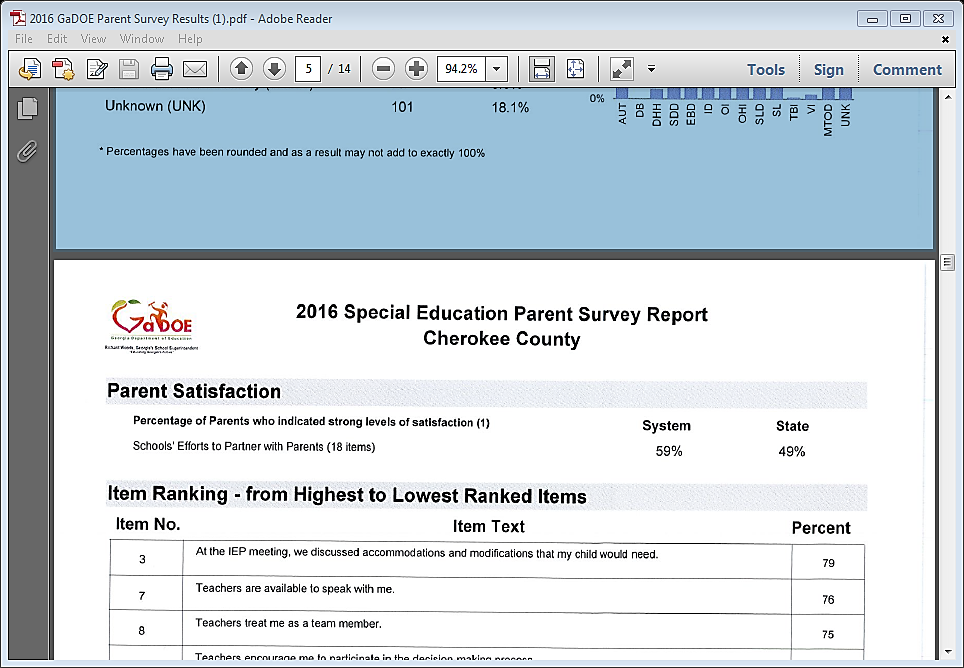 2016 GaDOE Parent Survey Results (1).pdf - Adobe Reader
File Edit View Window Help
5 / 14 94.2% Tools Sign Comment
Unknown (UNK) 101 18.1%
0%
AUT DB DHH SDD EBD ID OI OHI SLD SL TBI VI MTOD UNK
* Percentages have been rounded and as a result may not add to exactly 100%
GaDOE
Georgia Department of Education
Richard Woods, Georgia's School Superintendent
"Educating Georgia's Future"
2016 Special Education Parent Survey Report
Cherokee County
Parent Satisfaction
Percentage of Parents who indicated strong levels of satisfaction (1) System State
Schools' Efforts to Partner with Parents (18 items) 59% 49%
Item Ranking - from Highest to Lowest Ranked Items
Item No. Item Text Percent
3 At the IEP meeting, we discussed accommodations and modifications that my child would need. 79
7 Teachers are available to speak with me. 76
8 Teachers treat me as a team member. 75
Teachers encourage me to participate in the decision making process.